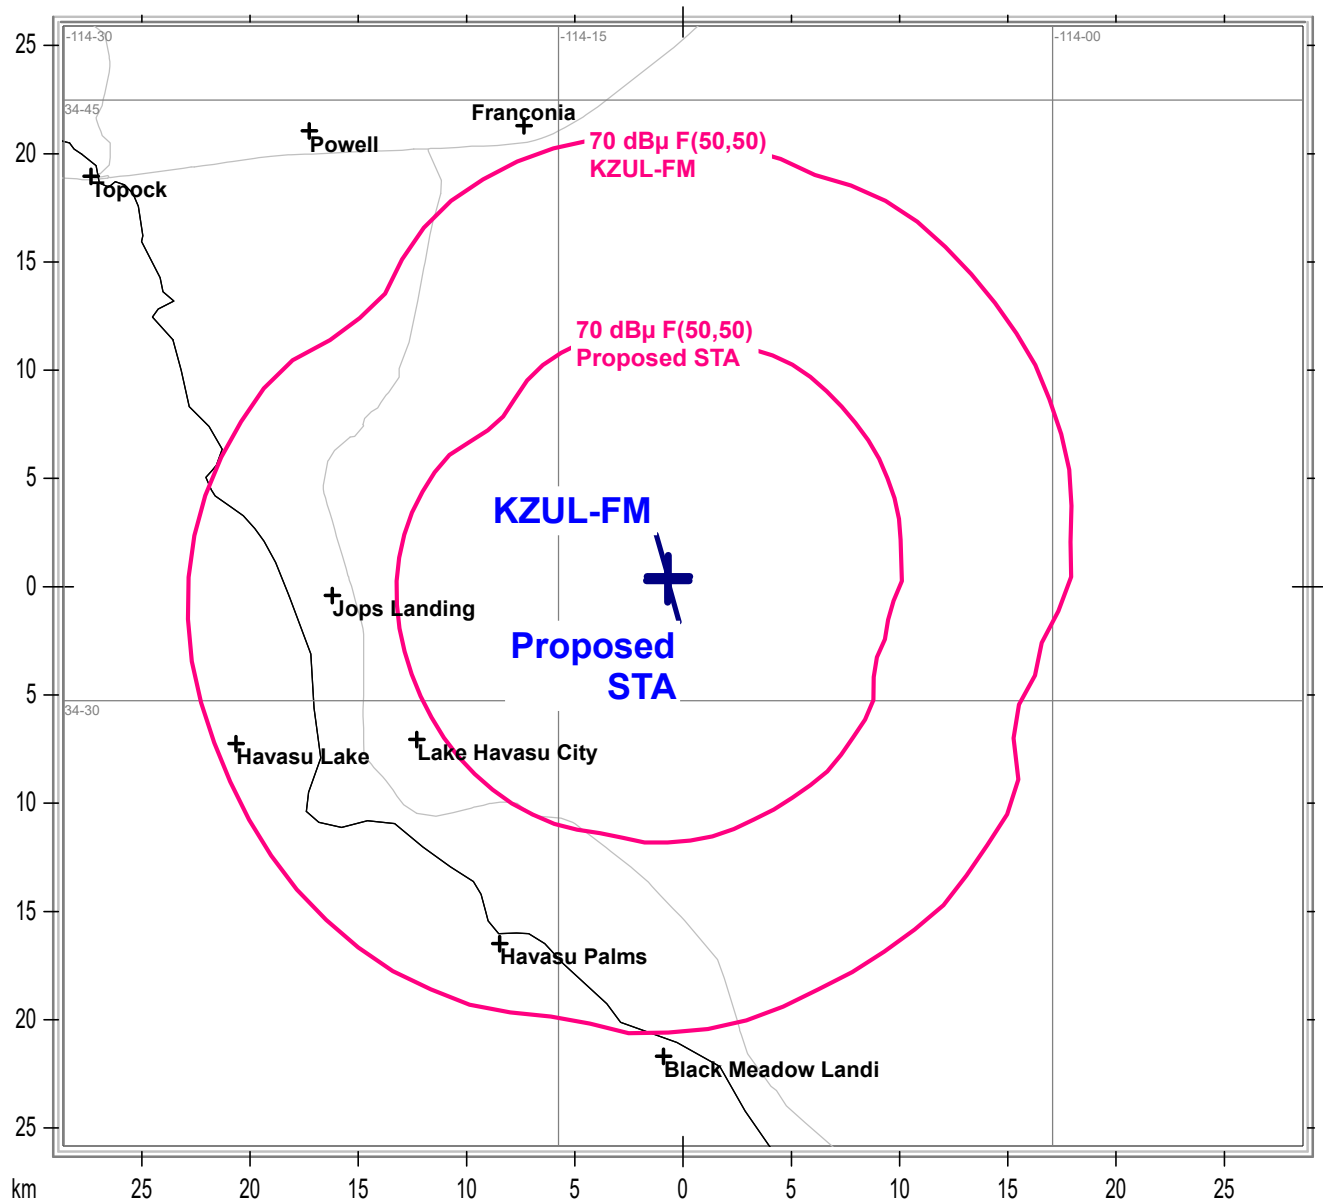 -114-30
-114-15
-114-00
25
34-45
Franconia
Powell
70 dBµ F(50,50)
KZUL-FM
20
Topock
15
70 dBµ F(50,50)
Proposed STA
10
5
KZUL-FM
0
Jops Landing
Proposed
STA
5
34-30
Havasu Lake
Lake Havasu City
10
15
Havasu Palms
20
Black Meadow Landi
25
km
25 20 15 10 5 0 5 10 15 20 25